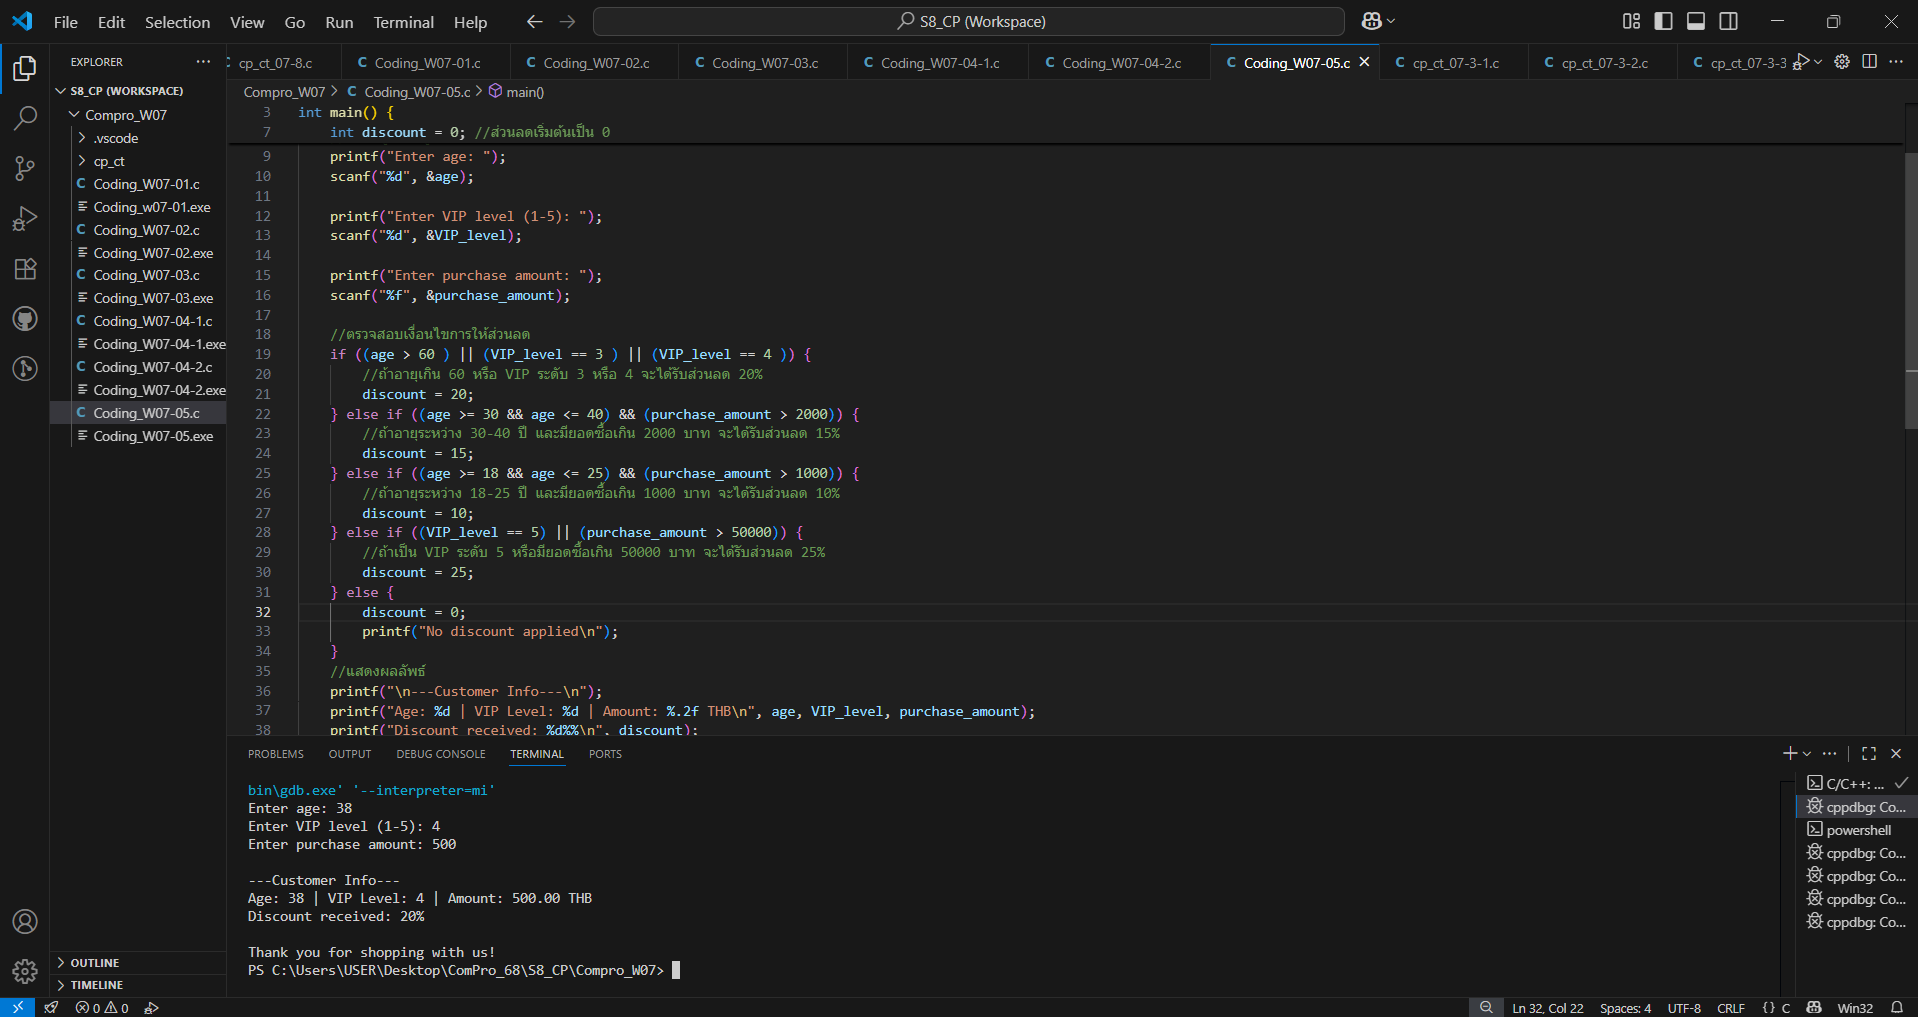 File Edit Selection View Go Run Terminal Help
S8_CP (Workspace)
EXPLORER
cp_ct_07-8.c
Coding_W07-01.c
Coding_W07-02.c
Coding_W07-03.c
Coding_W07-04-1.c
Coding_W07-04-2.c
Coding_W07-05.c
cp_ct_07-3-1.c
cp_ct_07-3-2.c
cp_ct_07-3-3
S8_CP (WORKSPACE)
Compro_W07
.vscode
cp_ct
Coding_W07-01.c
Coding_w07-01.exe
Coding_W07-02.c
Coding_W07-02.exe
Coding_W07-03.c
Coding_W07-03.exe
Coding_W07-04-1.c
Coding_W07-04-1.exe
Coding_W07-04-2.c
Coding_W07-04-2.exe
Coding_W07-05.c
Coding_W07-05.exe
OUTLINE
TIMELINE
Compro_W07 > C Coding_W07-05.c > main()
3 int main() {
7 int discount = 0; //ส่วนลดเริ่มต้นเป็น 0
9 printf("Enter age: ");
10 scanf("%d", &age);
11
12 printf("Enter VIP level (1-5): ");
13 scanf("%d", &VIP_level);
14
15 printf("Enter purchase amount: ");
16 scanf("%f", &purchase_amount);
17
18 //ตรวจสอบเงื่อนไขการให้ส่วนลด
19 if ((age > 60 ) || (VIP_level == 3 ) || (VIP_level == 4 )) {
20 //ถ้าอายุเกิน 60 หรือ VIP ระดับ 3 หรือ 4 จะได้รับส่วนลด 20%
21 discount = 20;
22 } else if ((age >= 30 && age <= 40) && (purchase_amount > 2000)) {
23 //ถ้าอายุระหว่าง 30-40 ปี และมียอดซื้อเกิน 2000 บาท จะได้รับส่วนลด 15%
24 discount = 15;
25 } else if ((age >= 18 && age <= 25) && (purchase_amount > 1000)) {
26 //ถ้าอายุระหว่าง 18-25 ปี และมียอดซื้อเกิน 1000 บาท จะได้รับส่วนลด 10%
27 discount = 10;
28 } else if ((VIP_level == 5) || (purchase_amount > 50000)) {
29 //ถ้าเป็น VIP ระดับ 5 หรือมียอดซื้อเกิน 50000 บาท จะได้รับส่วนลด 25%
30 discount = 25;
31 } else {
32 discount = 0;
33 printf("No discount applied\n");
34 }
35 //แสดงผลลัพธ์
36 printf("\n---Customer Info---\n");
37 printf("Age: %d | VIP Level: %d | Amount: %.2f THB\n", age, VIP_level, purchase_amount);
38 printf("Discount received: %d%%\n", discount);
PROBLEMS OUTPUT DEBUG CONSOLE TERMINAL PORTS
bin\gdb.exe' '--interpreter=mi'
Enter age: 38
Enter VIP level (1-5): 4
Enter purchase amount: 500
---Customer Info---
Age: 38 | VIP Level: 4 | Amount: 500.00 THB
Discount received: 20%
Thank you for shopping with us!
PS C:\Users\USER\Desktop\ComPro_68\S8_CP\Compro_W07>
C/C++: ...
cppdbg: Co...
powershell
cppdbg: Co...
cppdbg: Co...
cppdbg: Co...
cppdbg: Co...
0 0
Ln 32, Col 22 Spaces: 4 UTF-8 CRLF {} C Win32